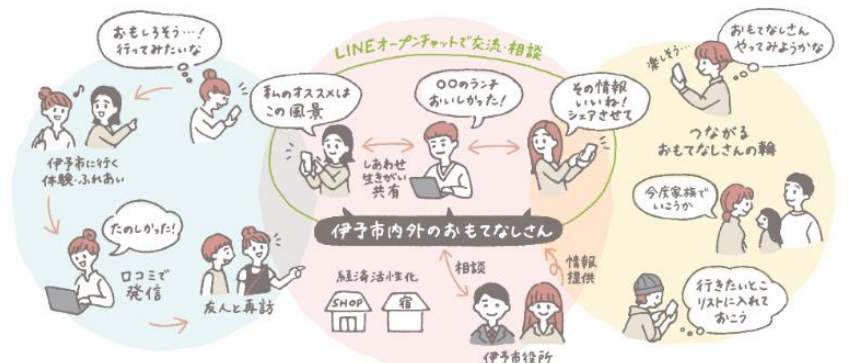 おもしろそう…!
行ってみたいな
伊予市に行く
体験・ふれあい
たのしかった!
口コミで
発信
友人と再訪
LINEオープンチャットで交流・相談
私のオススメは
この風景
〇〇のランチ
おいしかった!
その情報
いいね!
シェアさせて
しあわせ
生きがい
共有
伊予市内外のおもてなしさん
経済活性化
SHOP
宿
相談
情報
提供
伊予市役所
楽しそう…
おもてなしさん
やってみようかな
つながる
おもてなしさんの輪
今度家族で
いこうか
行きたいとこ
リストに入れて
おこう